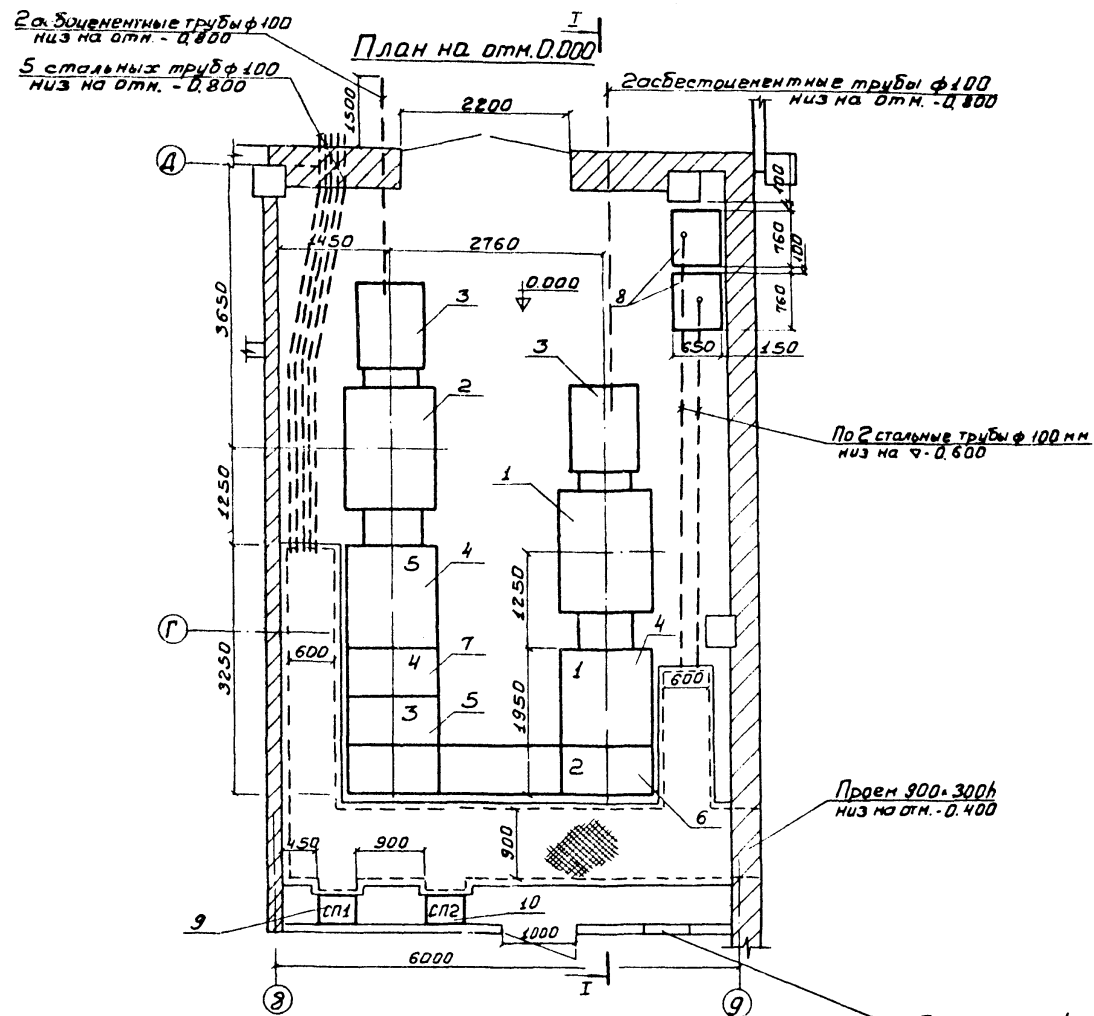 2 асбоцементные трубы ф 100
низ на отм. - 0,800
I
План на отм. 0.000
5 стальных труб ф 100
низ на отм. - 0,800
2 асбестоцементные трубы ф 100
низ на отм. - 0,800
1500
2200
Д
100
1450
2760
760
100
0.000
3
8
760
3650
3
650
150
2
По 2 стальные трубы ф 100 мм
низ на ▽ - 0.600
1
1250
5
4
1250
4
Г
600
4
7
1
3250
600
3
5
1950
2
Проем 900×300h
низ на отм. - 0.400
6
450
900
900
9
СП1
СП2
10
1000
6000
I
8
9